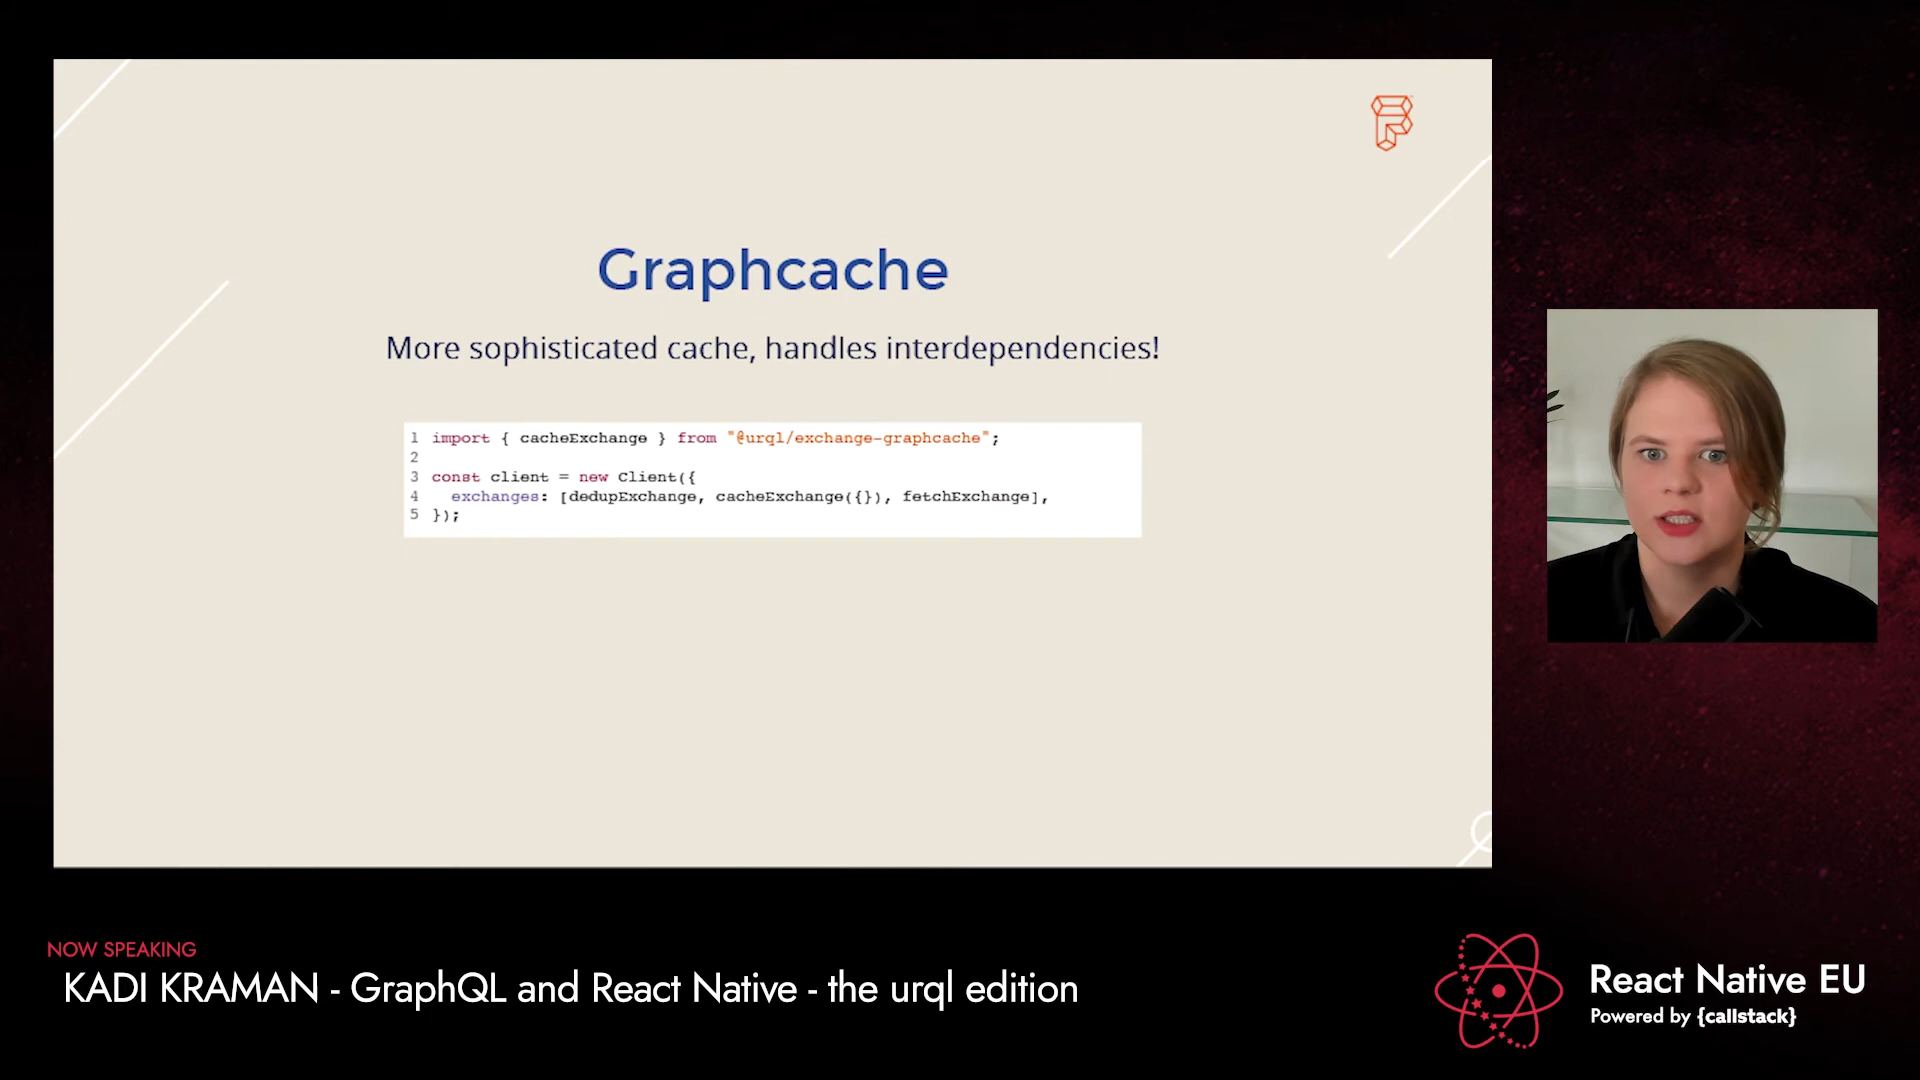 Graphcache
More sophisticated cache, handles interdependencies!
1 import { cacheExchange } from "@urql/exchange-graphcache";
2
3 const client = new Client({
4 exchanges: [dedupExchange, cacheExchange({}), fetchExchange],
5 });
NOW SPEAKING
KADI KRAMAN - GraphQL and React Native - the urql edition
React Native EU
Powered by {callstack}